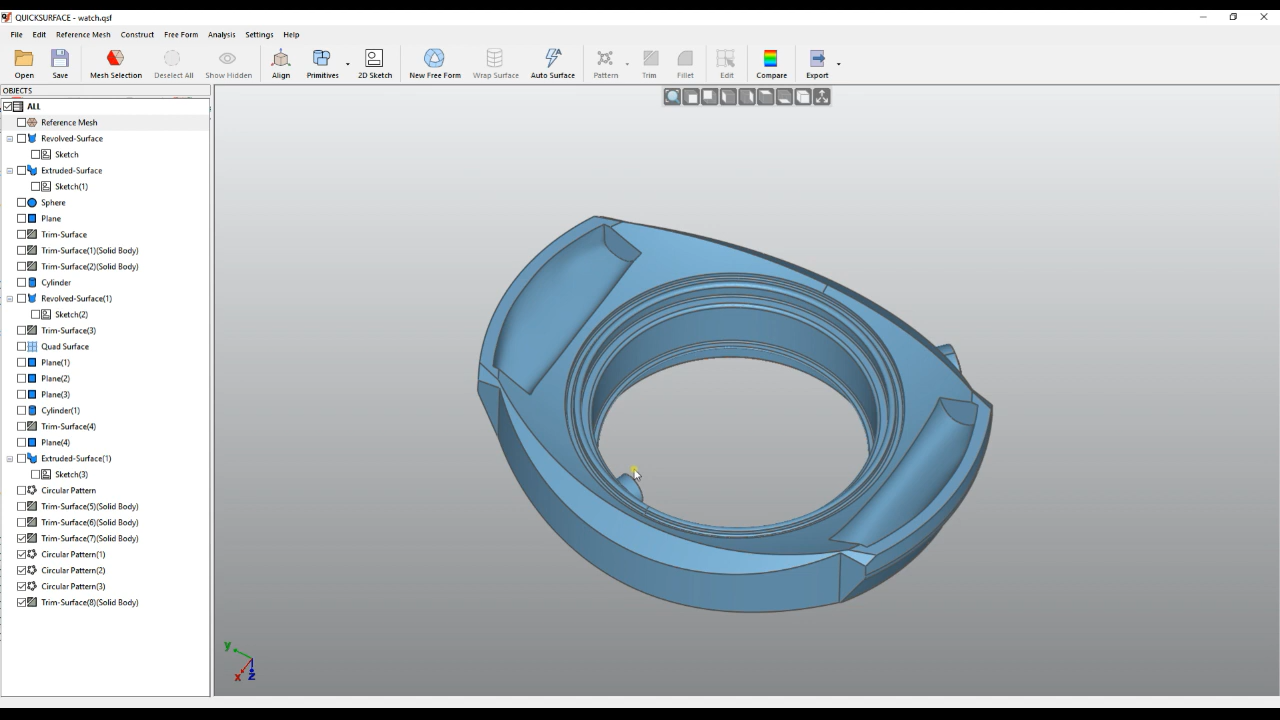 QUICKSURFACE - watch.qsf
File Edit Reference Mesh Construct Free Form Analysis Settings Help
Open Save Mesh Selection Deselect All Show Hidden Align Primitives 2D Sketch New Free Form Wrap Surface Auto Surface Pattern Trim Fillet Edit Compare Export
OBJECTS
ALL
Reference Mesh
Revolved-Surface
Sketch
Extruded-Surface
Sketch(1)
Sphere
Plane
Trim-Surface
Trim-Surface(1)(Solid Body)
Trim-Surface(2)(Solid Body)
Cylinder
Revolved-Surface(1)
Sketch(2)
Trim-Surface(3)
Quad Surface
Plane(1)
Plane(2)
Plane(3)
Cylinder(1)
Trim-Surface(4)
Plane(4)
Extruded-Surface(1)
Sketch(3)
Circular Pattern
Trim-Surface(5)(Solid Body)
Trim-Surface(6)(Solid Body)
Trim-Surface(7)(Solid Body)
Circular Pattern(1)
Circular Pattern(2)
Circular Pattern(3)
Trim-Surface(8)(Solid Body)
Y
X Z